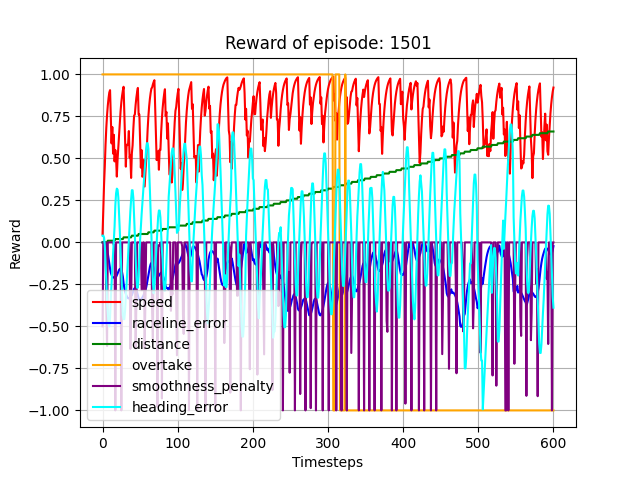 Reward of episode: 1501
Reward
1.00
0.75
0.50
0.25
0.00
−0.25
−0.50
−0.75
−1.00
speed
raceline_error
distance
overtake
smoothness_penalty
heading_error
0 100 200 300 400 500 600
Timesteps